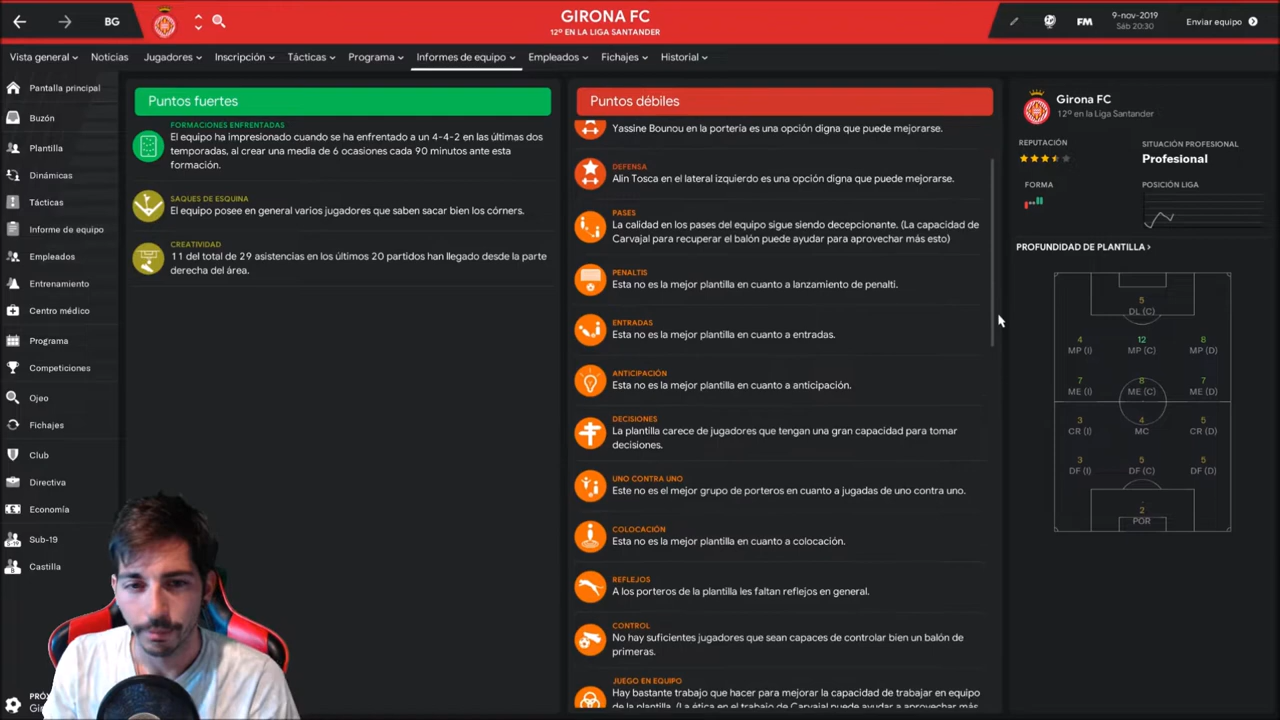 BG
GIRONA FC
12º EN LA LIGA SANTANDER
FM
9-nov-2019
Sáb 20:30
Enviar equipo
Vista general
Noticias
Jugadores
Inscripción
Tácticas
Programa
Informes de equipo
Empleados
Fichajes
Historial
Pantalla principal
Buzón
Plantilla
Dinámicas
Tácticas
Informe de equipo
Empleados
Entrenamiento
Centro médico
Programa
Competiciones
Ojeo
Fichajes
Club
Directiva
Economía
Sub-19
Castilla
Puntos fuertes
FORMACIONES ENFRENTADAS
El equipo ha impresionado cuando se ha enfrentado a un 4-4-2 en las últimas dos
temporadas, al crear una media de 6 ocasiones cada 90 minutos ante esta
formación.
SAQUES DE ESQUINA
El equipo posee en general varios jugadores que saben sacar bien los córners.
CREATIVIDAD
11 del total de 29 asistencias en los últimos 20 partidos han llegado desde la parte
derecha del área.
Puntos débiles
Yassine Bounou en la portería es una opción digna que puede mejorarse.
DEFENSA
Alin Tosca en el lateral izquierdo es una opción digna que puede mejorarse.
PASES
La calidad en los pases del equipo sigue siendo decepcionante. (La capacidad de
Carvajal para recuperar el balón puede ayudar para aprovechar más esto)
PENALTIS
Esta no es la mejor plantilla en cuanto a lanzamiento de penalti.
ENTRADAS
Esta no es la mejor plantilla en cuanto a entradas.
ANTICIPACIÓN
Esta no es la mejor plantilla en cuanto a anticipación.
DECISIONES
La plantilla carece de jugadores que tengan una gran capacidad para tomar
decisiones.
UNO CONTRA UNO
Este no es el mejor grupo de porteros en cuanto a jugadas de uno contra uno.
COLOCACIÓN
Esta no es la mejor plantilla en cuanto a colocación.
REFLEJOS
A los porteros de la plantilla les faltan reflejos en general.
CONTROL
No hay suficientes jugadores que sean capaces de controlar bien un balón de
primeras.
JUEGO EN EQUIPO
Hay bastante trabajo que hacer para mejorar la capacidad de trabajar en equipo
de la plantilla. (La ética en el trabajo de Carvajal puede ayudar a aprovechar más
Girona FC
12º en La Liga Santander
REPUTACIÓN
SITUACIÓN PROFESIONAL
Profesional
FORMA
POSICIÓN LIGA
PROFUNDIDAD DE PLANTILLA >
5
DL (C)
4 12 8
MP (I) MP (C) MP (D)
7 8 7
ME (I) ME (C) ME (D)
3 4 5
CR (I) MC CR (D)
3 5 5
DF (I) DF (C) DF (D)
2
POR